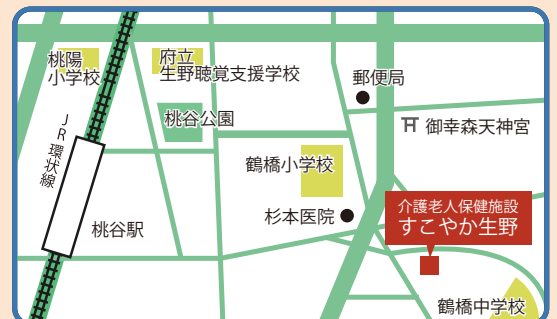 桃陽
小学校
府立
生野聴覚支援学校
郵便局
桃谷公園
御幸森天神宮
JR環状線
鶴橋小学校
介護老人保健施設
すこやか生野
杉本医院
桃谷駅
鶴橋中学校